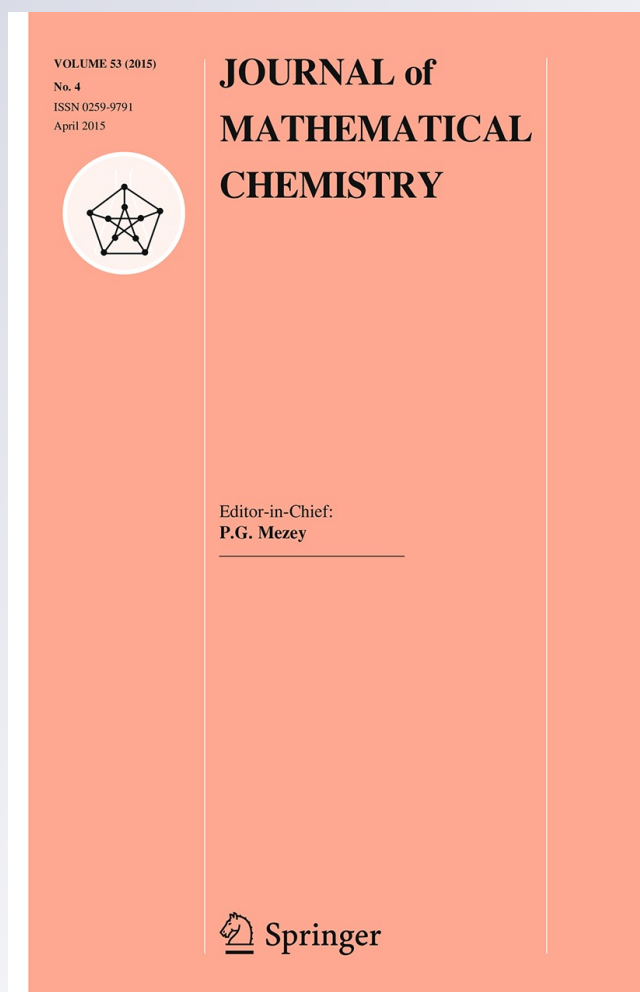 VOLUME 53 (2015)
No. 4
ISSN 0259-9791
April 2015
JOURNAL of
MATHEMATICAL
CHEMISTRY
Editor-in-Chief:
P.G. Mezey
Springer